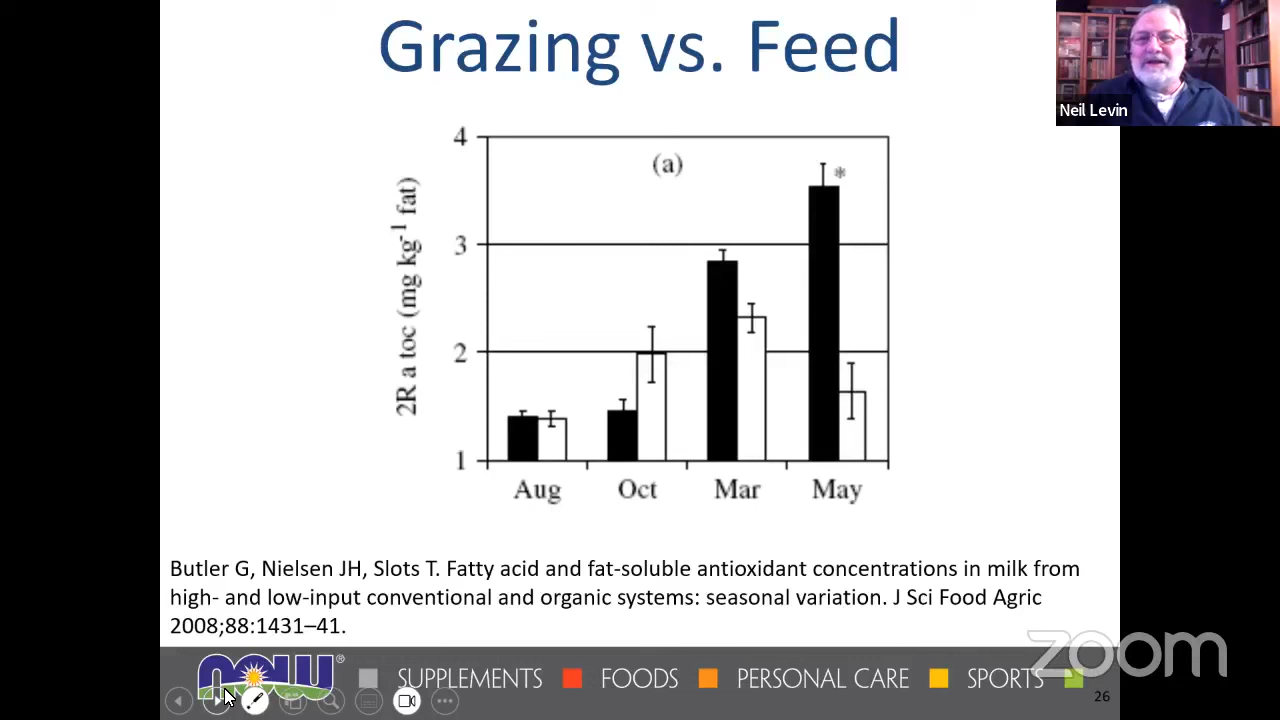 Grazing vs. Feed
Neil Levin
(a)
*
4
3
2
1
2R a toc (mg kg-1 fat)
Aug Oct Mar May
Butler G, Nielsen JH, Slots T. Fatty acid and fat-soluble antioxidant concentrations in milk from
high- and low-input conventional and organic systems: seasonal variation. J Sci Food Agric
2008;88:1431–41.
NOW® SUPPLEMENTS FOODS PERSONAL CARE SPORTS
zoom
26